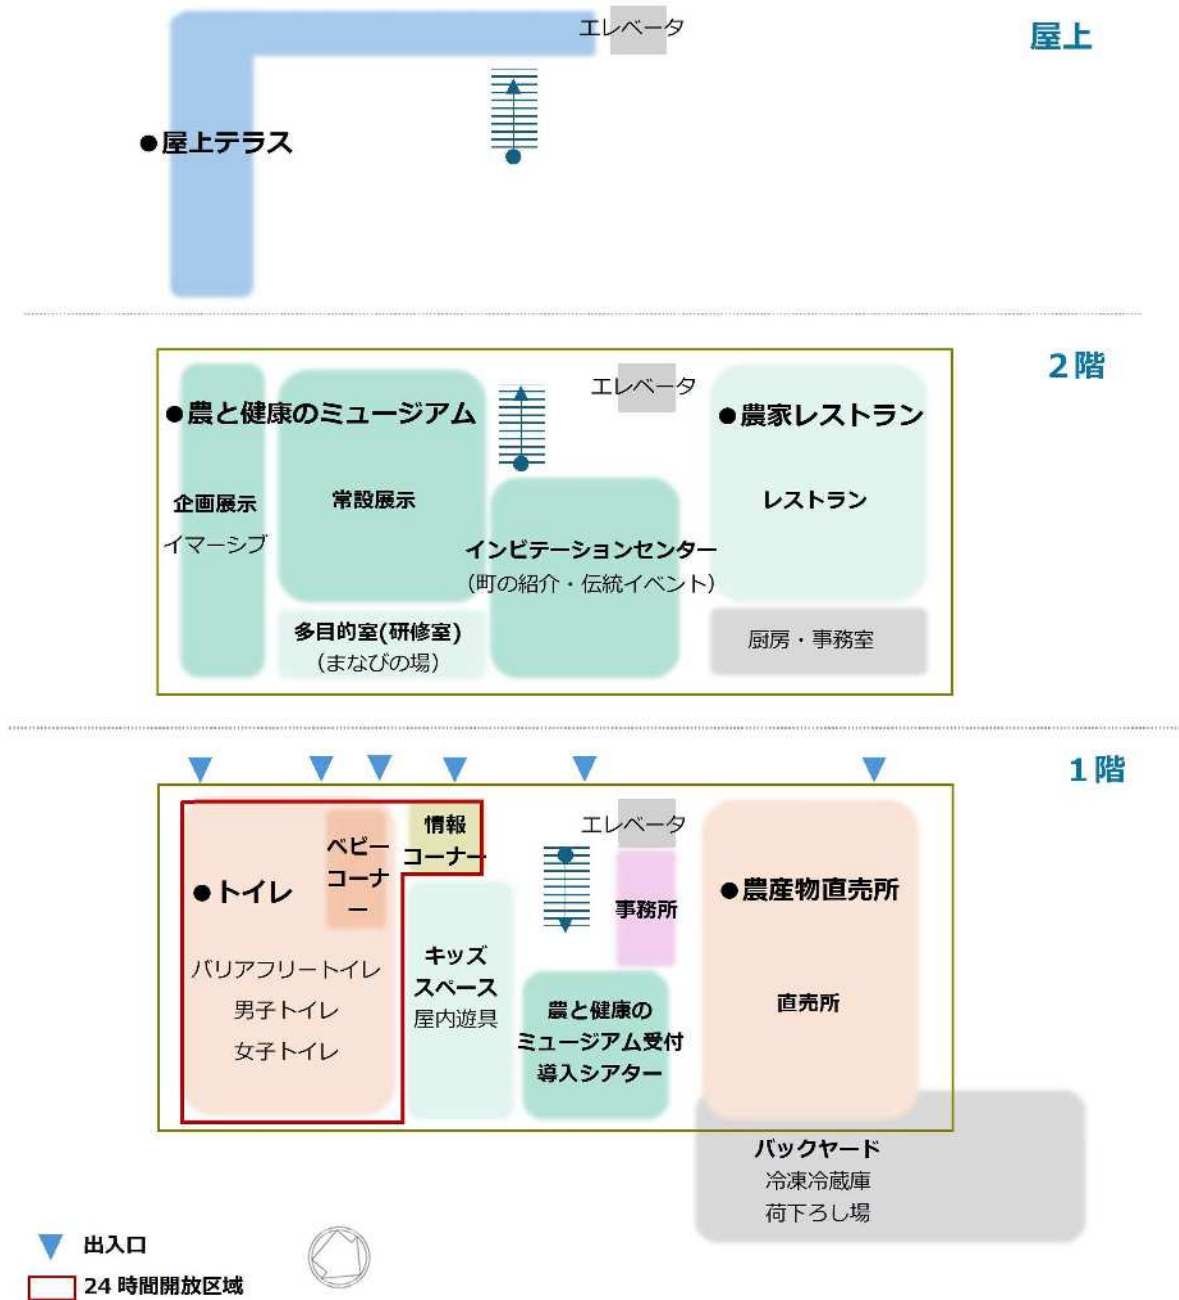 エレベータ
屋上
●屋上テラス
2階
エレベータ
●農と健康のミュージアム
●農家レストラン
企画展示
イマーシブ
常設展示
レストラン
インビテーションセンター
（町の紹介・伝統イベント）
多目的室(研修室)
（まなびの場）
厨房・事務室
1階
エレベータ
情報
コーナー
ベビー
コーナ
ー
●トイレ
事務所
●農産物直売所
バリアフリートイレ
男子トイレ
女子トイレ
キッズ
スペース
屋内遊具
農と健康の
ミュージアム受付
導入シアター
直売所
バックヤード
冷凍冷蔵庫
荷下ろし場
出入口
24 時間開放区域